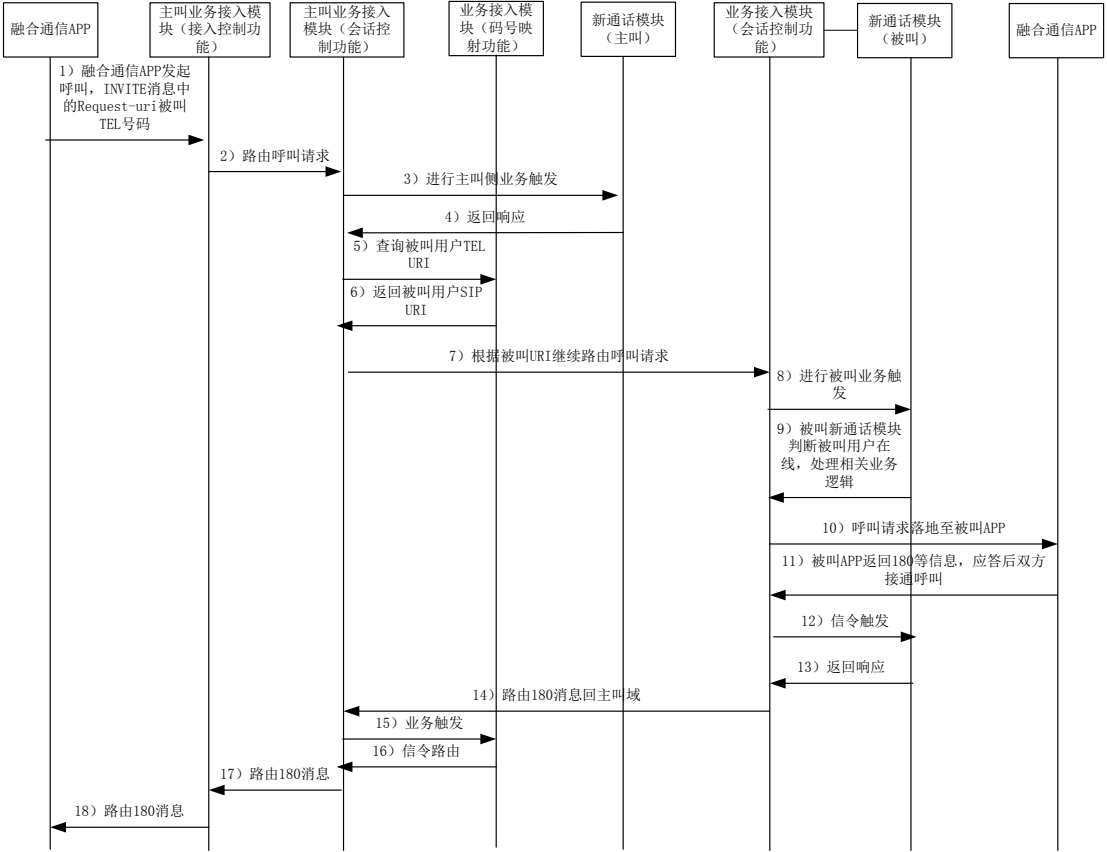 融合通信APP
主叫业务接入模
块（接入控制功
能）
主叫业务接入
模块（会话控
制功能）
业务接入模
块（码号映
射功能）
新通话模块
（主叫）
业务接入模块
（会话控制功
能）
新通话模块
（被叫）
融合通信APP
1）融合通信APP发起
呼叫，INVITE消息中
的Request-uri被叫
TEL号码
2）路由呼叫请求
3）进行主叫侧业务触发
4）返回响应
5）查询被叫用户TEL
URI
6）返回被叫用户SIP
URI
7）根据被叫URI继续路由呼叫请求
8）进行被叫业务触
发
9）被叫新通话模块
判断被叫用户在
线，处理相关业务
逻辑
10）呼叫请求落地至被叫APP
11）被叫APP返回180等信息，应答后双方
接通呼叫
12）信令触发
13）返回响应
14）路由180消息回主叫域
15）业务触发
16）信令路由
17）路由180消息
18）路由180消息